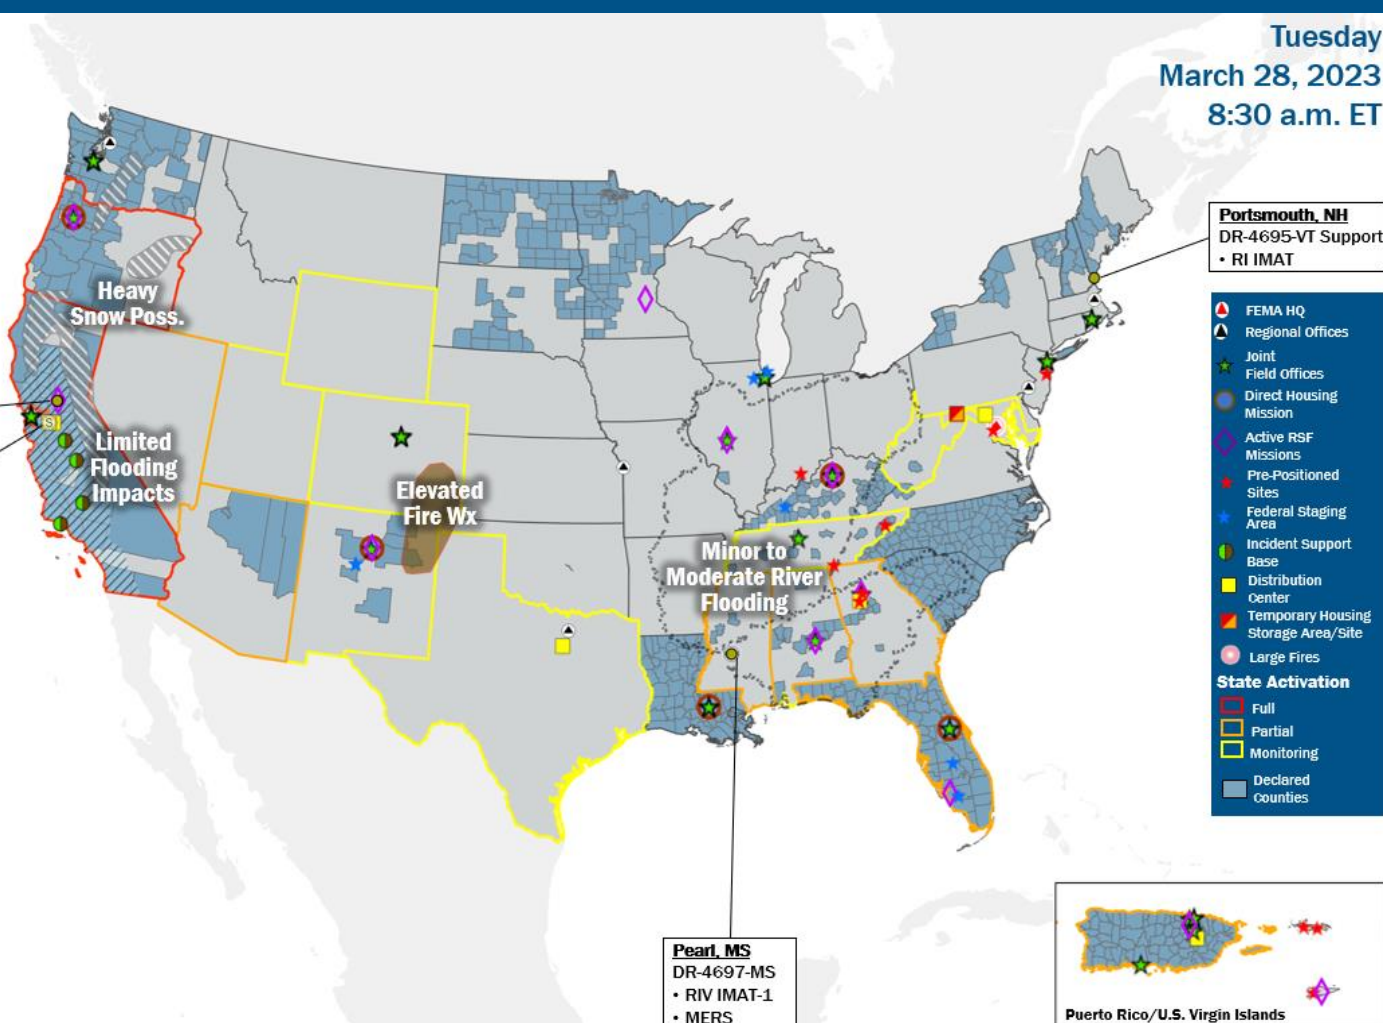 Tuesday
March 28, 2023
8:30 a.m. ET
Portsmouth, NH
DR-4695-VT Support
• RI IMAT
Heavy
Snow Poss.
Limited
Flooding
Impacts
Elevated
Fire Wx
Minor to
Moderate River
Flooding
S
FEMA HQ
Regional Offices
Joint
Field Offices
Direct Housing
Mission
Active RSF
Missions
Pre-Positioned
Sites
Federal Staging
Area
Incident Support
Base
Distribution
Center
Temporary Housing
Storage Area/Site
Large Fires
State Activation
Full
Partial
Monitoring
Declared
Counties
Pearl, MS
DR-4697-MS
• RIV IMAT-1
• MERS
Puerto Rico/U.S. Virgin Islands